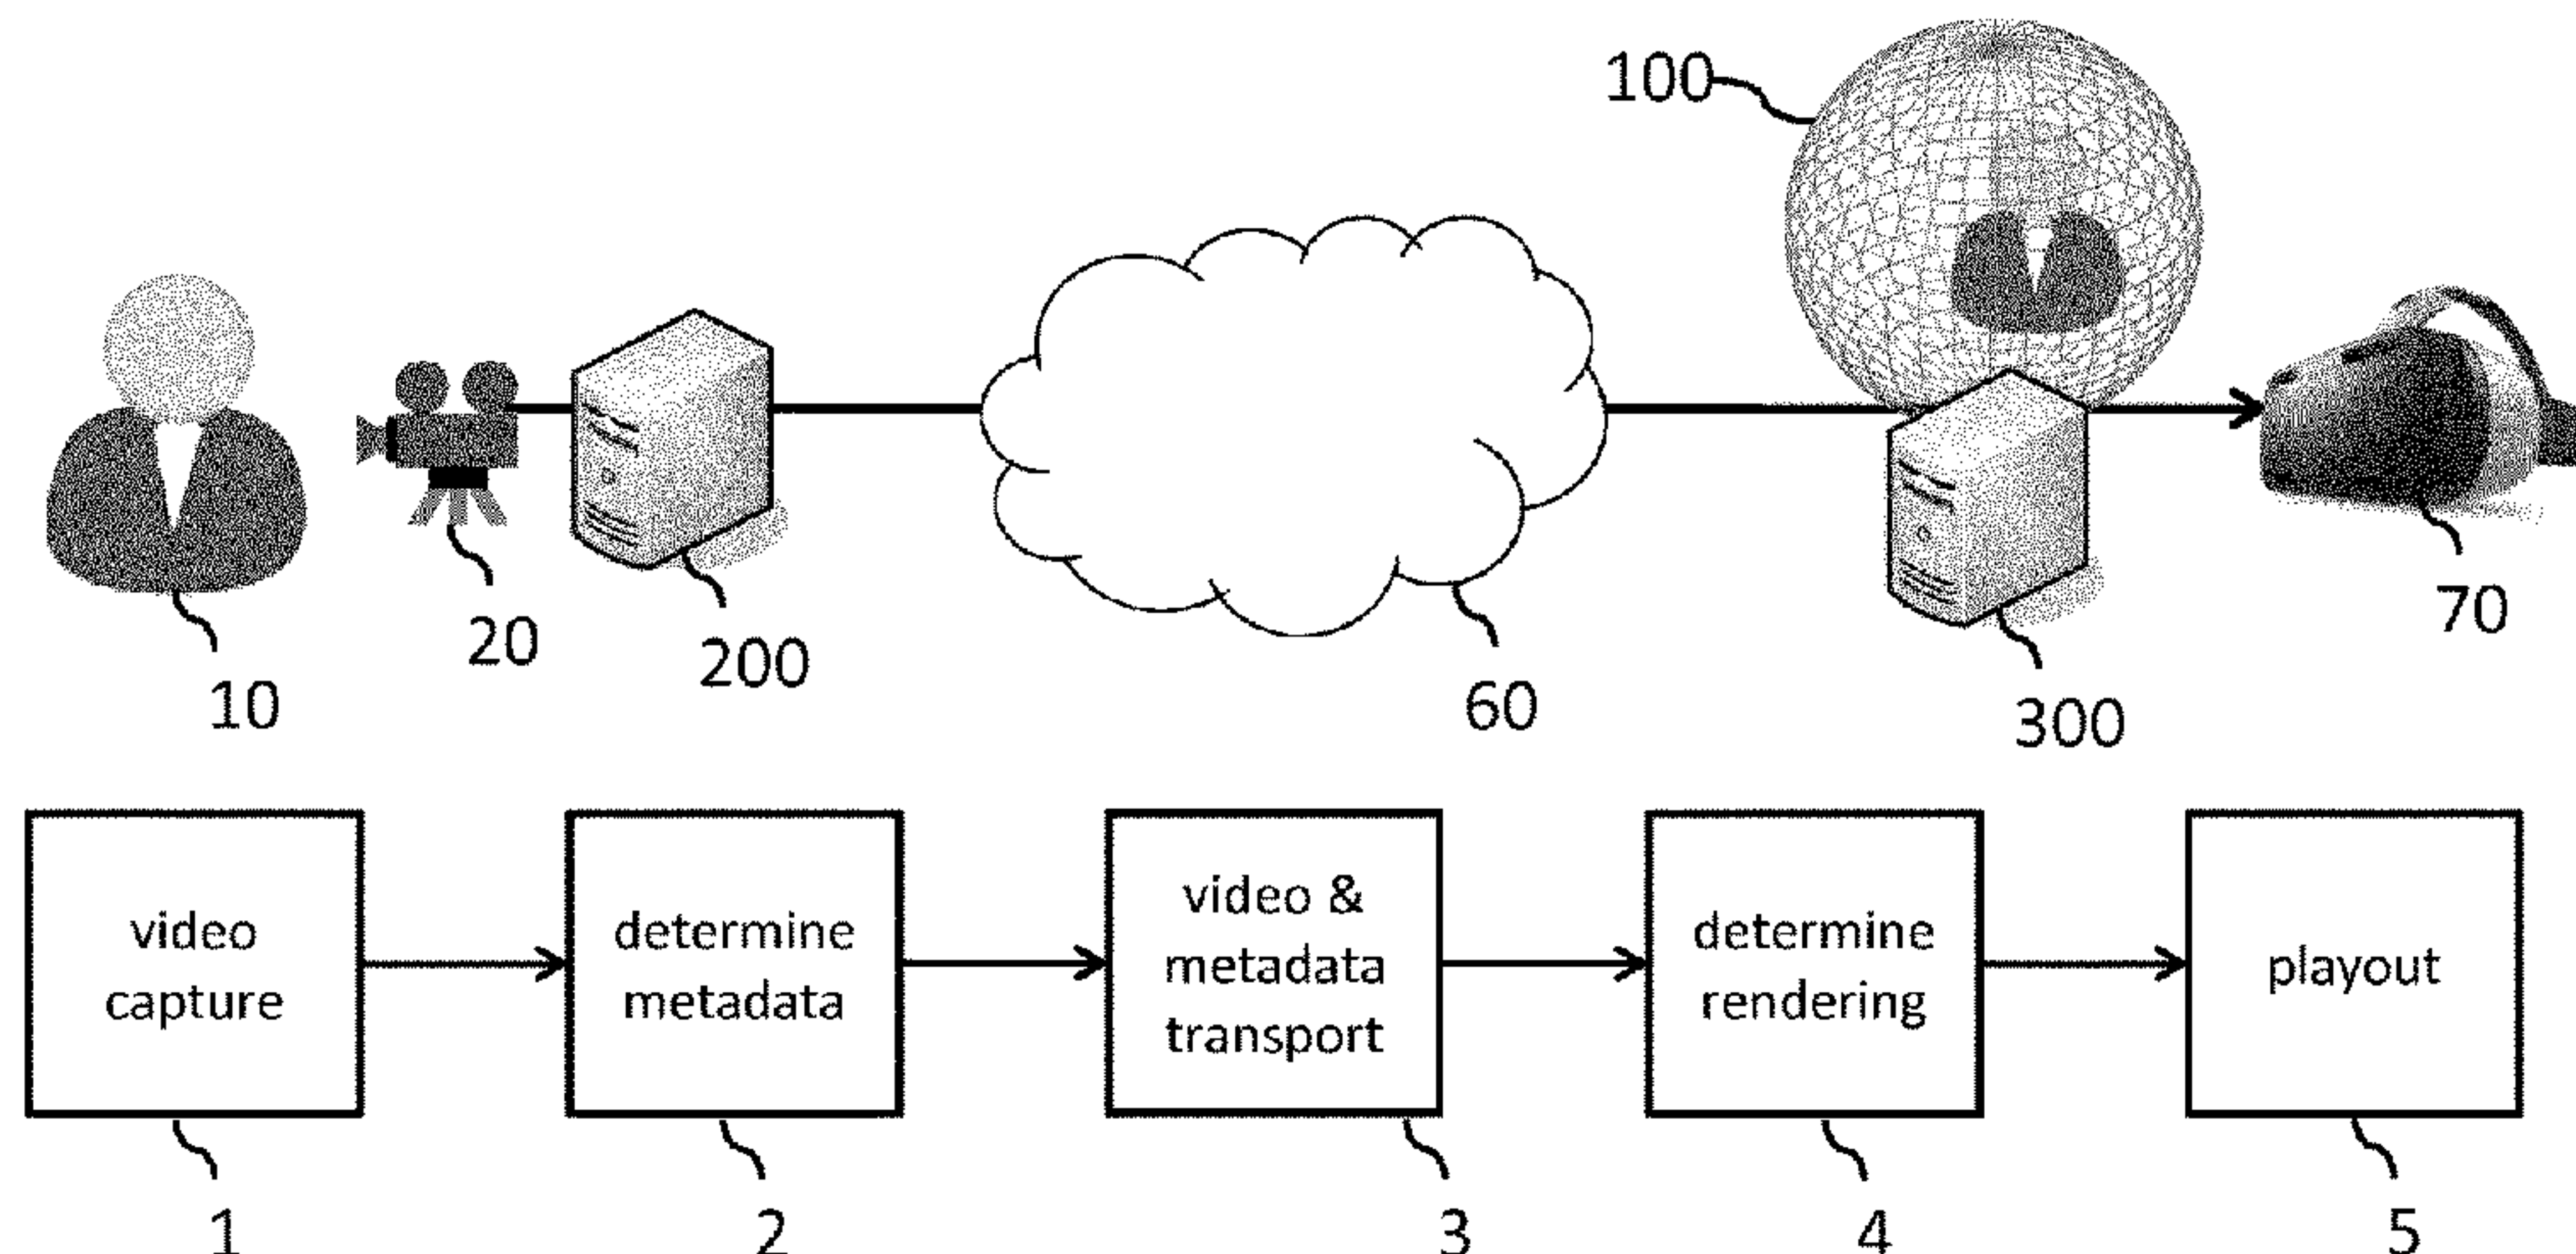 100
10
20
200
60
300
70
video
capture
determine
metadata
video &
metadata
transport
determine
rendering
playout
1
2
3
4
5